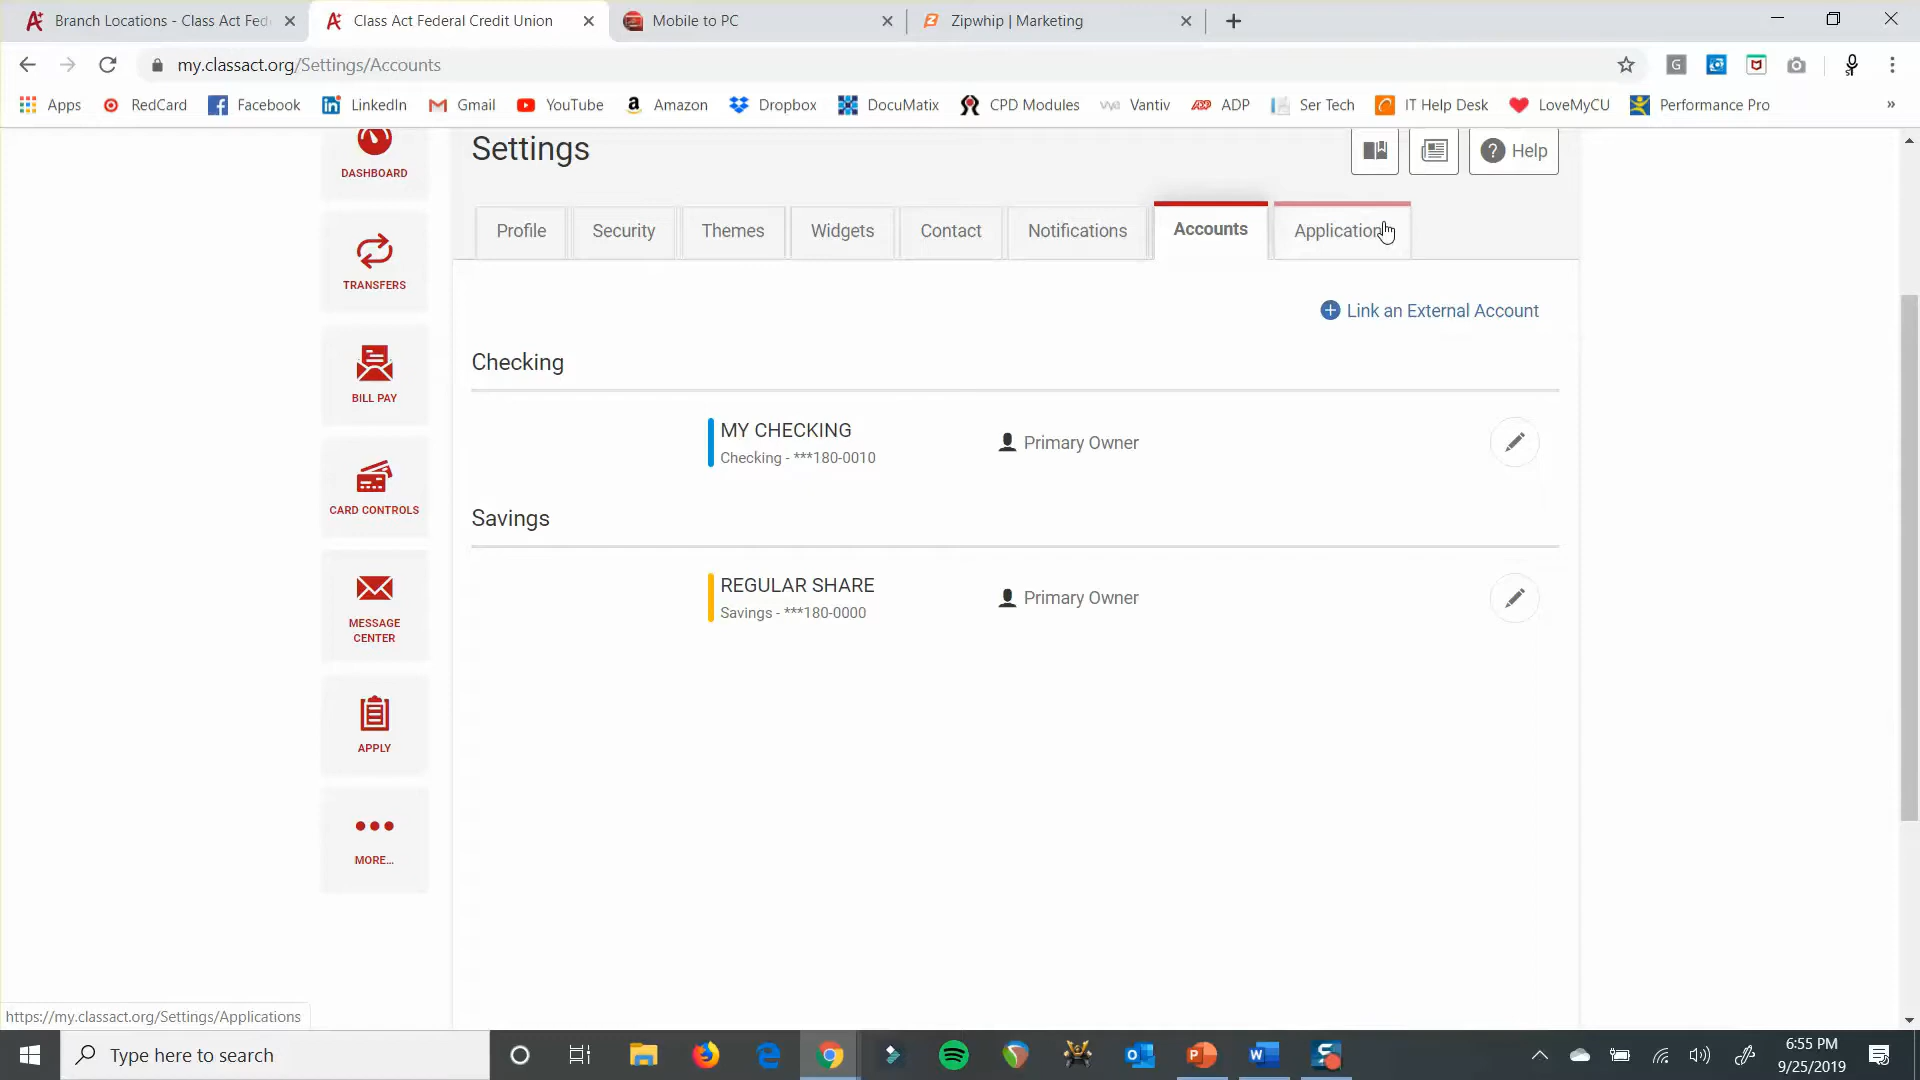 Branch Locations - Class Act Fed
Class Act Federal Credit Union
Mobile to PC
Zipwhip | Marketing
my.classact.org/Settings/Accounts
Apps
RedCard
Facebook
LinkedIn
Gmail
YouTube
Amazon
Dropbox
DocuMatix
CPD Modules
Vantiv
ADP
Ser Tech
IT Help Desk
LoveMyCU
Performance Pro
»
DASHBOARD
TRANSFERS
BILL PAY
CARD CONTROLS
MESSAGE
CENTER
APPLY
MORE...
Settings
Help
Profile
Security
Themes
Widgets
Contact
Notifications
Accounts
Application
Link an External Account
Checking
MY CHECKING
Checking - ***180-0010
Primary Owner
Savings
REGULAR SHARE
Savings - ***180-0000
Primary Owner
https://my.classact.org/Settings/Applications
Type here to search
6:55 PM
9/25/2019